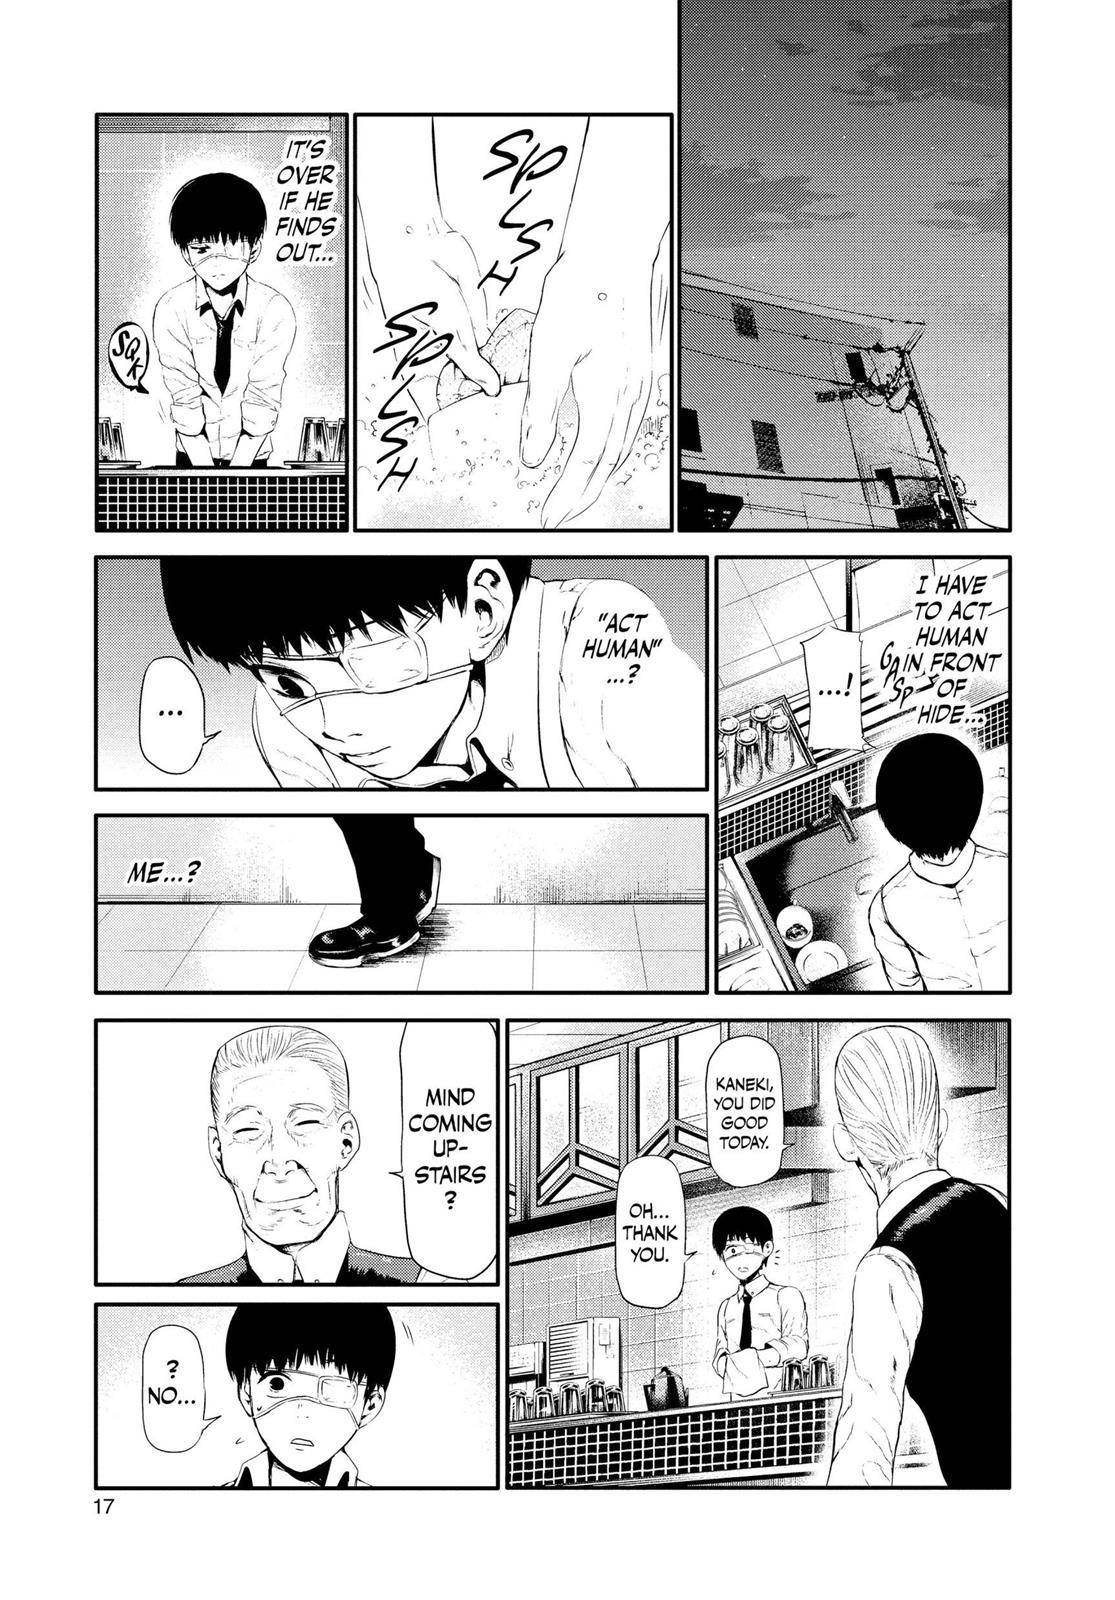 SPLSH
SPLSH
IT'S
OVER
IF HE
FINDS
OUT...
SQK
I HAVE
TO ACT
HUMAN
IN FRONT
OF
HIDE...
GASP
...!
"ACT
HUMAN"
...?
...
ME...?
KANEKI,
YOU DID
GOOD
TODAY.
OH...
THANK
YOU.
MIND
COMING
UP-
STAIRS
?
?
NO...
17